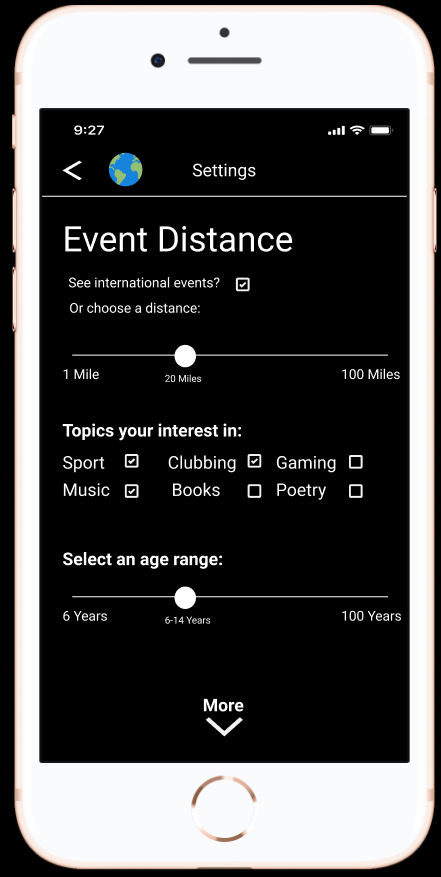 9:27
Settings
Event Distance
See international events?
Or choose a distance:
1 Mile 20 Miles 100 Miles
Topics your interest in:
Sport Clubbing Gaming
Music Books Poetry
Select an age range:
6 Years 6-14 Years 100 Years
More